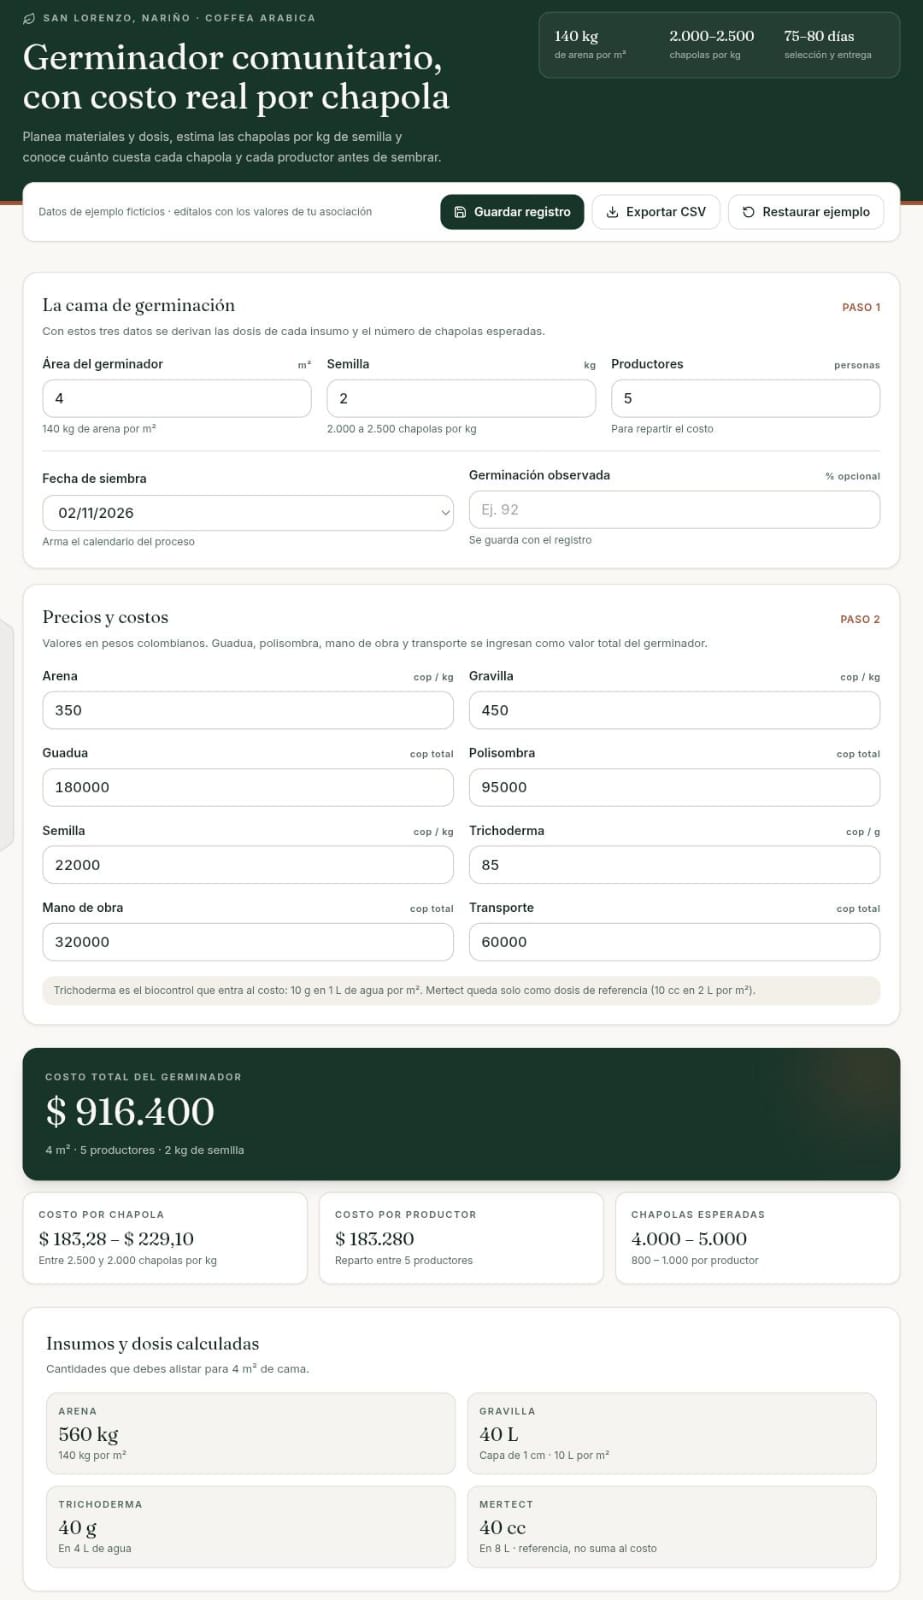 SAN LORENZO, NARIÑO · COFFEA ARABICA
Germinador comunitario,
con costo real por chapola
Planea materiales y dosis, estima las chapolas por kg de semilla y
conoce cuánto cuesta cada chapola y cada productor antes de sembrar.
140 kg
de arena por m²
2.000–2.500
chapolas por kg
75–80 días
selección y entrega
Datos de ejemplo ficticios · edítalos con los valores de tu asociación
Guardar registro
Exportar CSV
Restaurar ejemplo
La cama de germinación
PASO 1
Con estos tres datos se derivan las dosis de cada insumo y el número de chapolas esperadas.
Área del germinador
m²
Semilla
kg
Productores
personas
4
2
5
140 kg de arena por m²
2.000 a 2.500 chapolas por kg
Para repartir el costo
Fecha de siembra
Germinación observada
% opcional
02/11/2026
Ej. 92
Arma el calendario del proceso
Se guarda con el registro
Precios y costos
PASO 2
Valores en pesos colombianos. Guadua, polisombra, mano de obra y transporte se ingresan como valor total del germinador.
Arena
cop / kg
Gravilla
cop / kg
350
450
Guadua
cop total
Polisombra
cop total
180000
95000
Semilla
cop / kg
Trichoderma
cop / g
22000
85
Mano de obra
cop total
Transporte
cop total
320000
60000
Trichoderma es el biocontrol que entra al costo: 10 g en 1 L de agua por m². Mertect queda solo como dosis de referencia (10 cc en 2 L por m²).
COSTO TOTAL DEL GERMINADOR
$ 916.400
4 m² · 5 productores · 2 kg de semilla
COSTO POR CHAPOLA
$ 183,28 – $ 229,10
Entre 2.500 y 2.000 chapolas por kg
COSTO POR PRODUCTOR
$ 183.280
Reparto entre 5 productores
CHAPOLAS ESPERADAS
4.000 – 5.000
800 – 1.000 por productor
Insumos y dosis calculadas
Cantidades que debes alistar para 4 m² de cama.
ARENA
560 kg
140 kg por m²
GRAVILLA
40 L
Capa de 1 cm · 10 L por m²
TRICHODERMA
40 g
En 4 L de agua
MERTECT
40 cc
En 8 L · referencia, no suma al costo